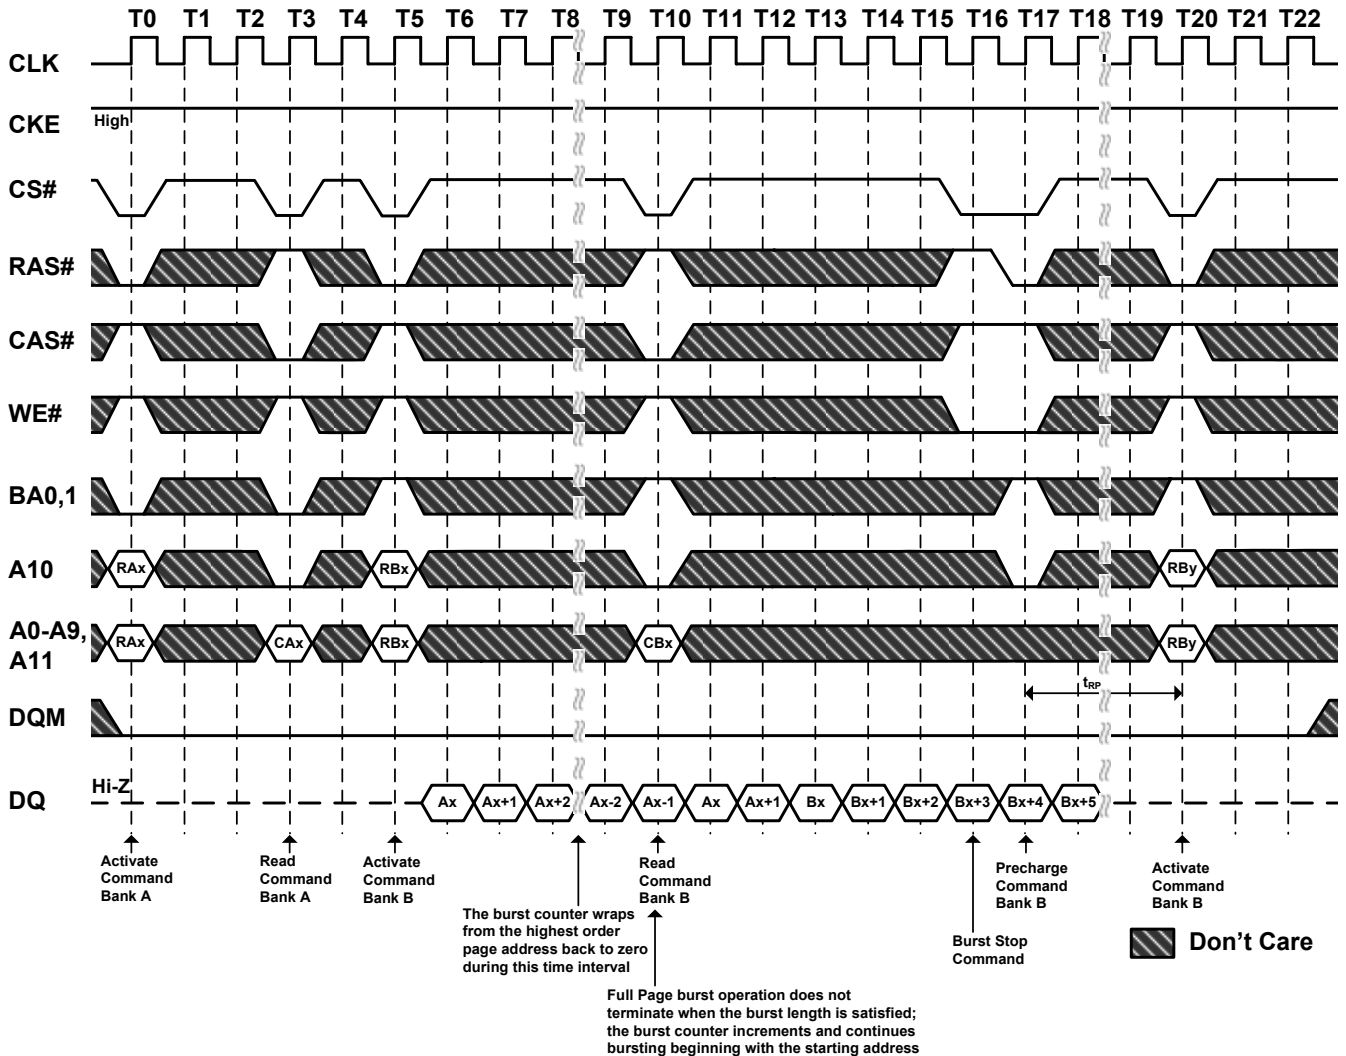 T0 T1 T2 T3 T4 T5 T6 T7 T8 T9 T10 T11 T12 T13 T14 T15 T16 T17 T18 T19 T20 T21 T22
CLK
CKE High
CS#
RAS#
CAS#
WE#
BA0,1
A10 RAx RBx RBy
A0-A9,
A11 RAx CAx RBx CBx RBy
tRP
DQM
DQ Hi-Z Ax Ax+1 Ax+2 Ax-2 Ax-1 Ax Ax+1 Bx Bx+1 Bx+2 Bx+3 Bx+4 Bx+5
Activate
Command
Bank A
Read
Command
Bank A
Activate
Command
Bank B
The burst counter wraps
from the highest order
page address back to zero
during this time interval
Read
Command
Bank B
Full Page burst operation does not
terminate when the burst length is satisfied;
the burst counter increments and continues
bursting beginning with the starting address
Burst Stop
Command
Precharge
Command
Bank B
Activate
Command
Bank B
Don't Care